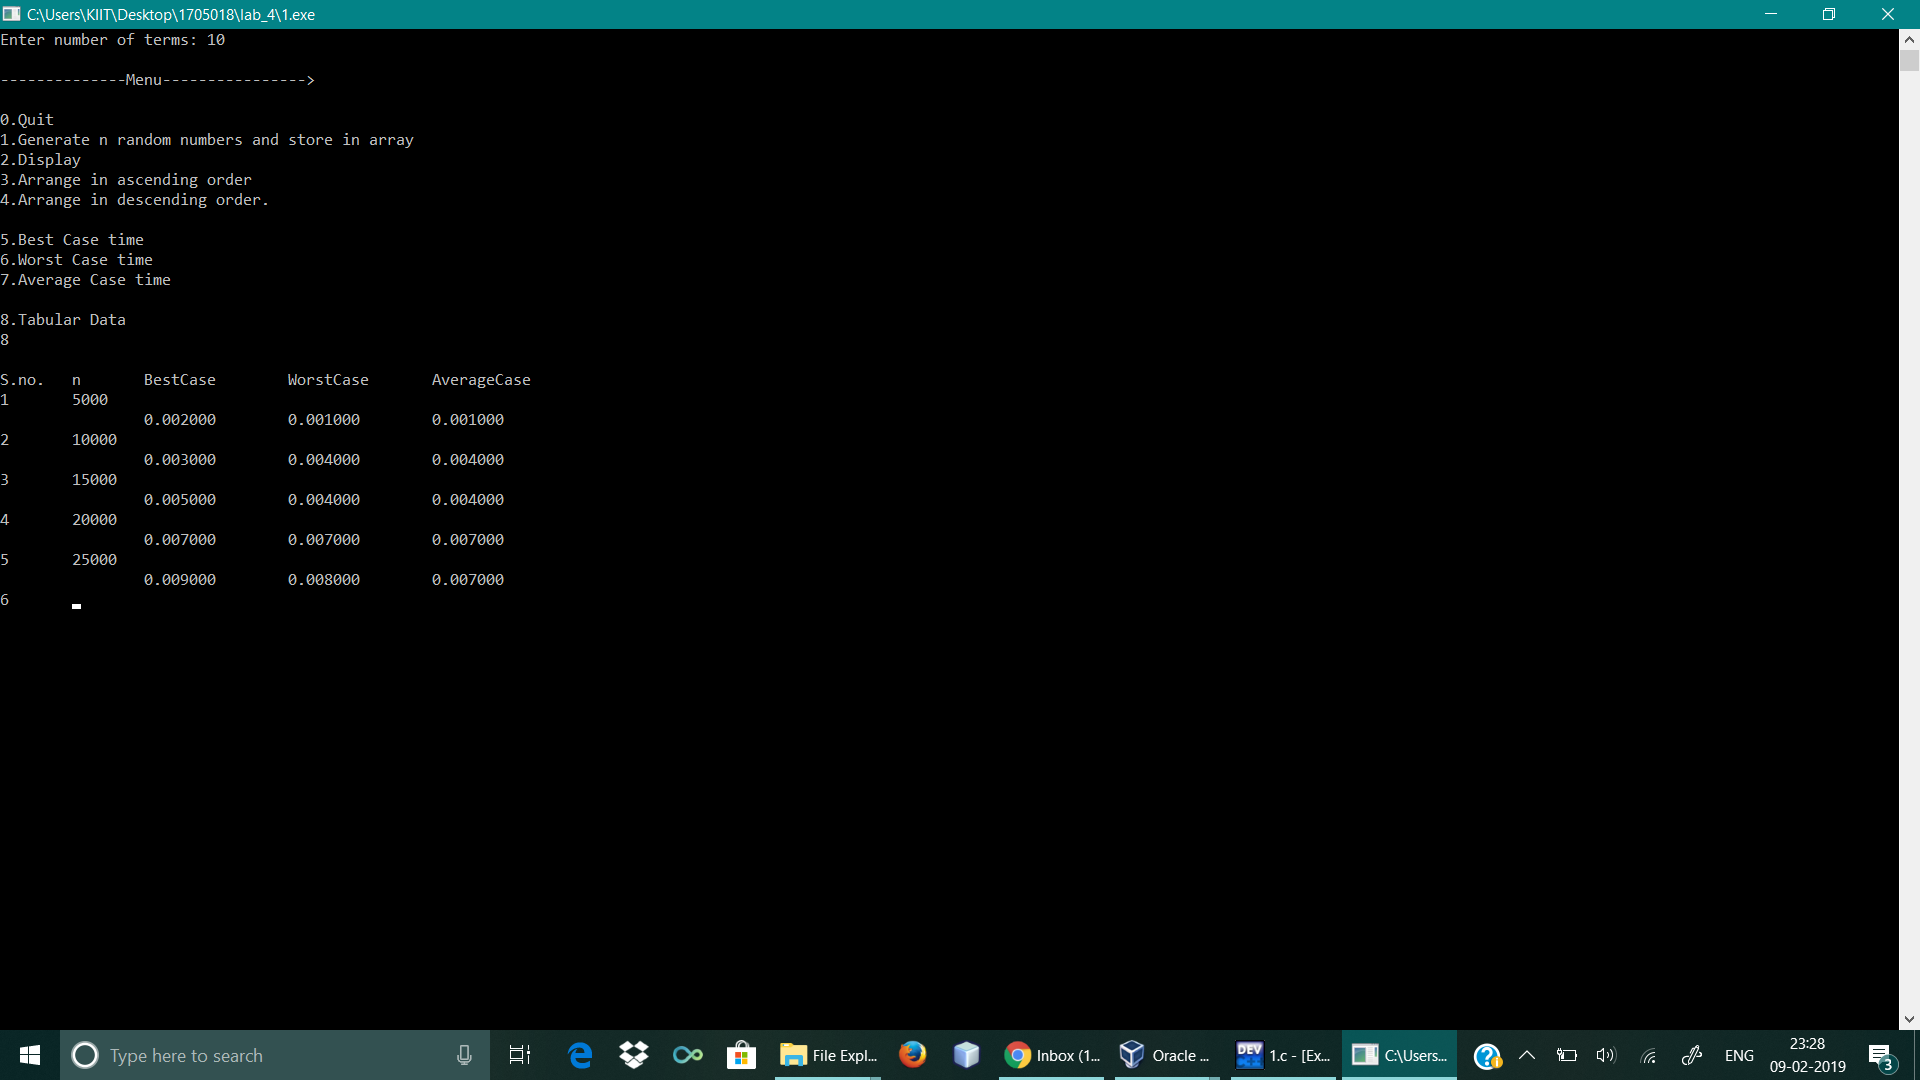 C:\Users\KIIT\Desktop\1705018\lab_4\1.exe
Enter number of terms: 10
--------------Menu---------------->
0.Quit
1.Generate n random numbers and store in array
2.Display
3.Arrange in ascending order
4.Arrange in descending order.
5.Best Case time
6.Worst Case time
7.Average Case time
8.Tabular Data
8
S.no. n BestCase WorstCase AverageCase
1 5000
0.002000 0.001000 0.001000
2 10000
0.003000 0.004000 0.004000
3 15000
0.005000 0.004000 0.004000
4 20000
0.007000 0.007000 0.007000
5 25000
0.009000 0.008000 0.007000
6
Type here to search
File Expl...
Inbox (1...
Oracle ...
DEV
1.c - [Ex...
C:\Users...
ENG
23:28
09-02-2019
3